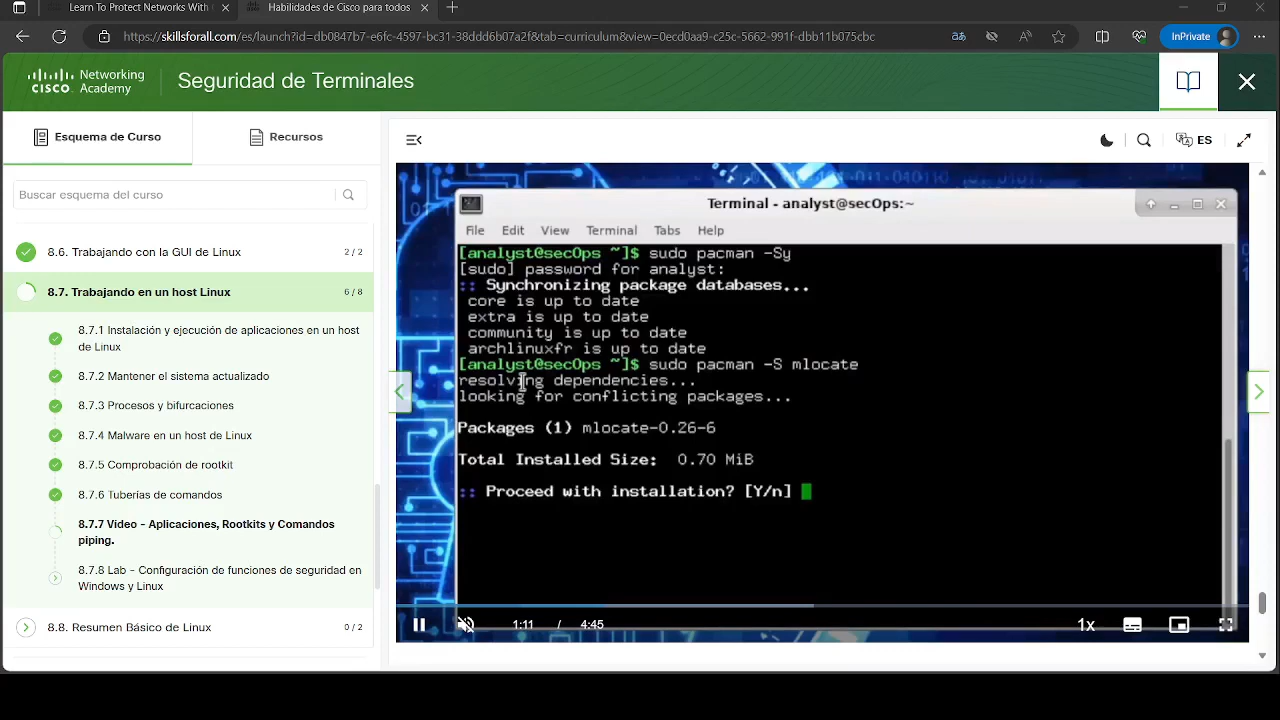 Learn To Protect Networks With
Habilidades de Cisco para todos
https://skillsforall.com/es/launch?id=db0847b7-e6fc-4597-bc31-38ddd6b07a2f&tab=curriculum&view=0ecd0aa9-c25c-5662-991f-dbb11b075cbc
InPrivate
Networking
CISCO Academy
Seguridad de Terminales
Esquema de Curso
Recursos
ES
Buscar esquema del curso
8.6. Trabajando con la GUI de Linux 2/2
8.7. Trabajando en un host Linux 6/8
8.7.1 Instalación y ejecución de aplicaciones en un host
de Linux
8.7.2 Mantener el sistema actualizado
8.7.3 Procesos y bifurcaciones
8.7.4 Malware en un host de Linux
8.7.5 Comprobación de rootkit
8.7.6 Tuberías de comandos
8.7.7 Video - Aplicaciones, Rootkits y Comandos
piping.
8.7.8 Lab - Configuración de funciones de seguridad en
Windows y Linux
8.8. Resumen Básico de Linux 0/2
Terminal - analyst@secOps:~
File Edit View Terminal Tabs Help
[analyst@secOps ~]$ sudo pacman -Sy
[sudo] password for analyst:
:: Synchronizing package databases...
core is up to date
extra is up to date
community is up to date
archlinuxfr is up to date
[analyst@secOps ~]$ sudo pacman -S mlocate
resolving dependencies...
looking for conflicting packages...
Packages (1) mlocate-0.26-6
Total Installed Size: 0.70 MiB
:: Proceed with installation? [Y/n]
1:11 / 4:45
1x